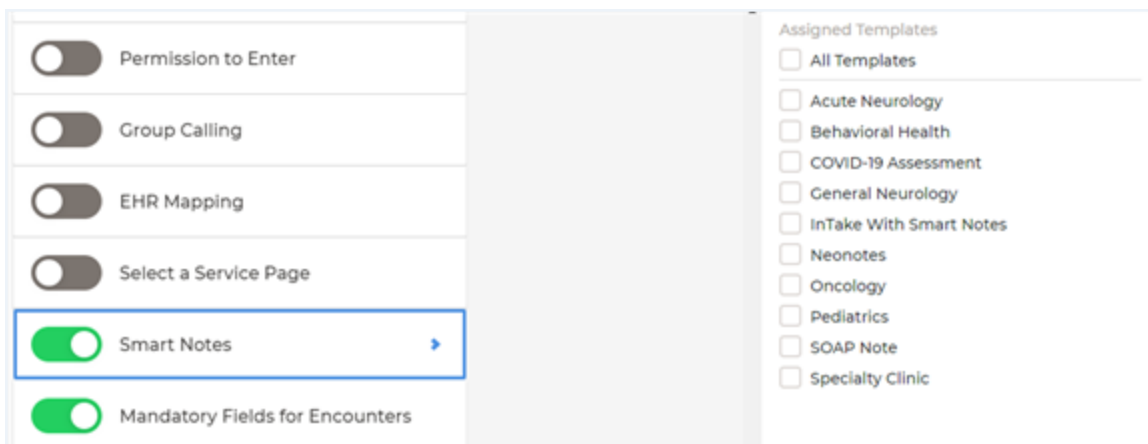 Permission to Enter
Group Calling
EHR Mapping
Select a Service Page
Smart Notes
Mandatory Fields for Encounters
Assigned Templates
All Templates
Acute Neurology
Behavioral Health
COVID-19 Assessment
General Neurology
InTake With Smart Notes
Neonotes
Oncology
Pediatrics
SOAP Note
Specialty Clinic